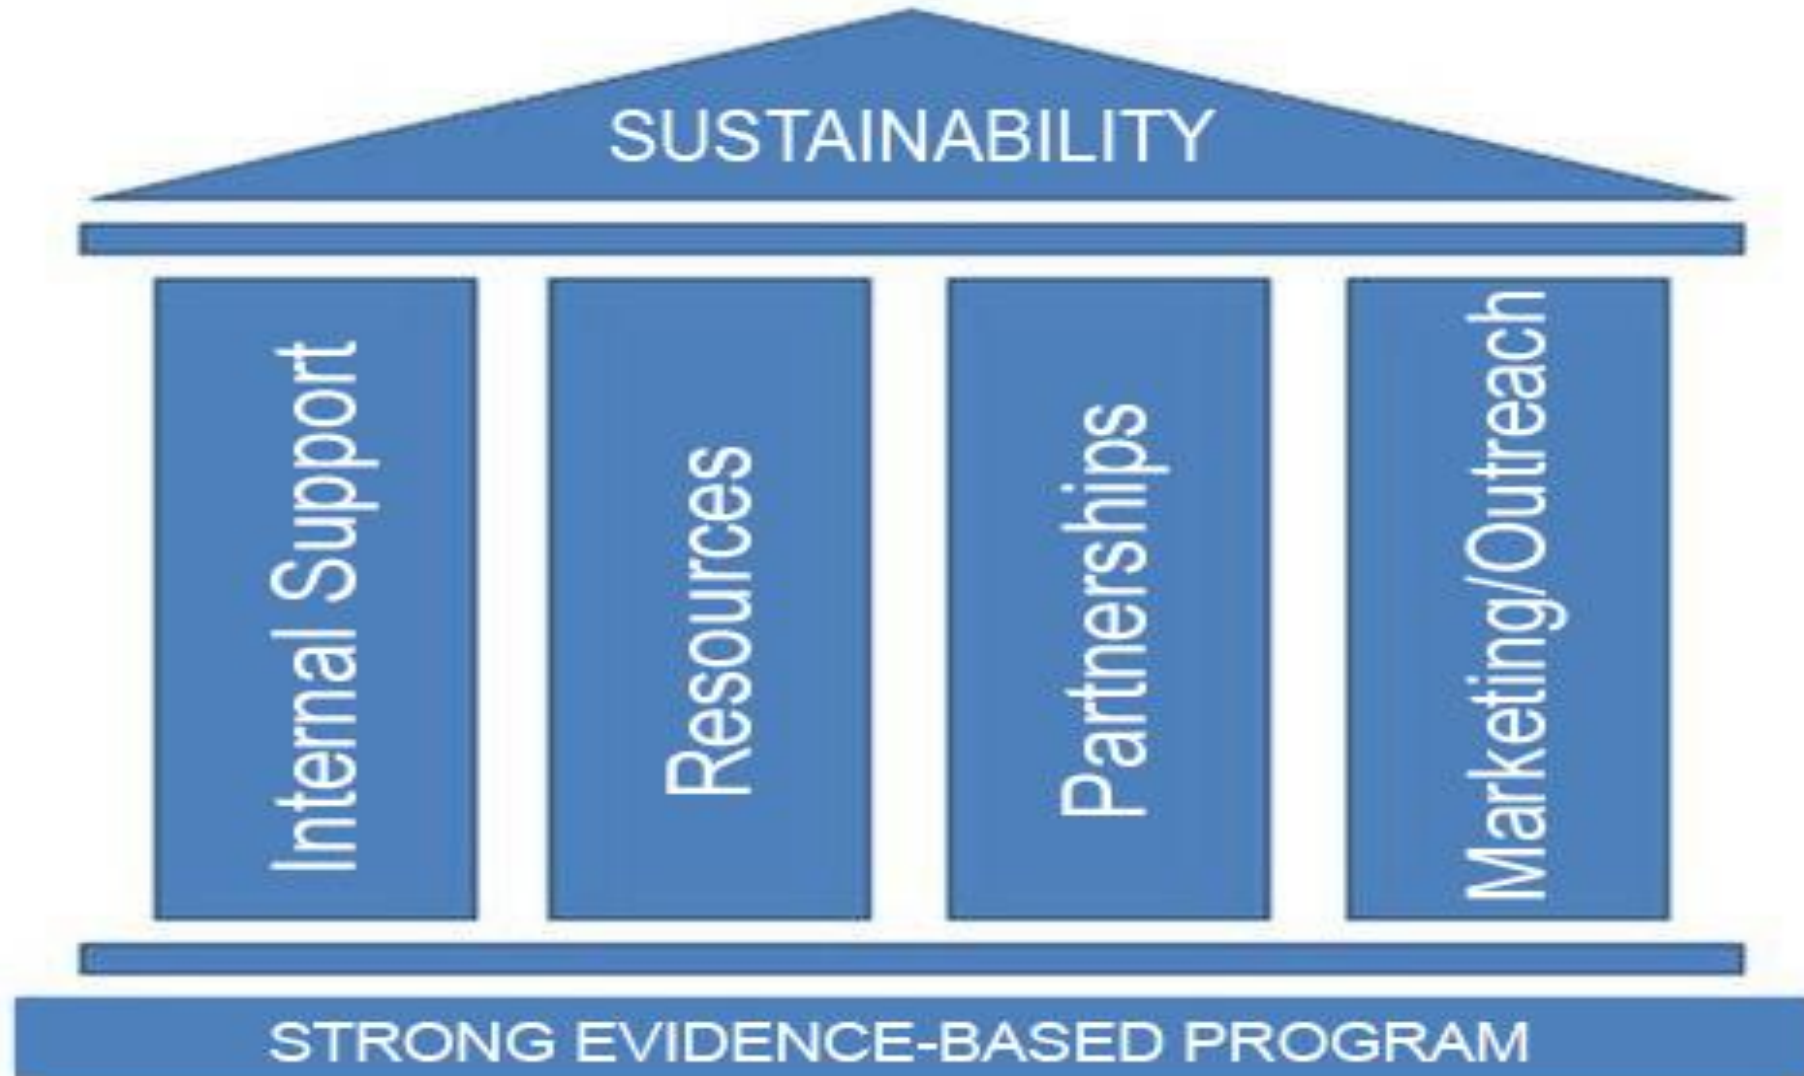 SUSTAINABILITY
Internal Support
Resources
Partnerships
Marketing/Outreach
STRONG EVIDENCE-BASED PROGRAM